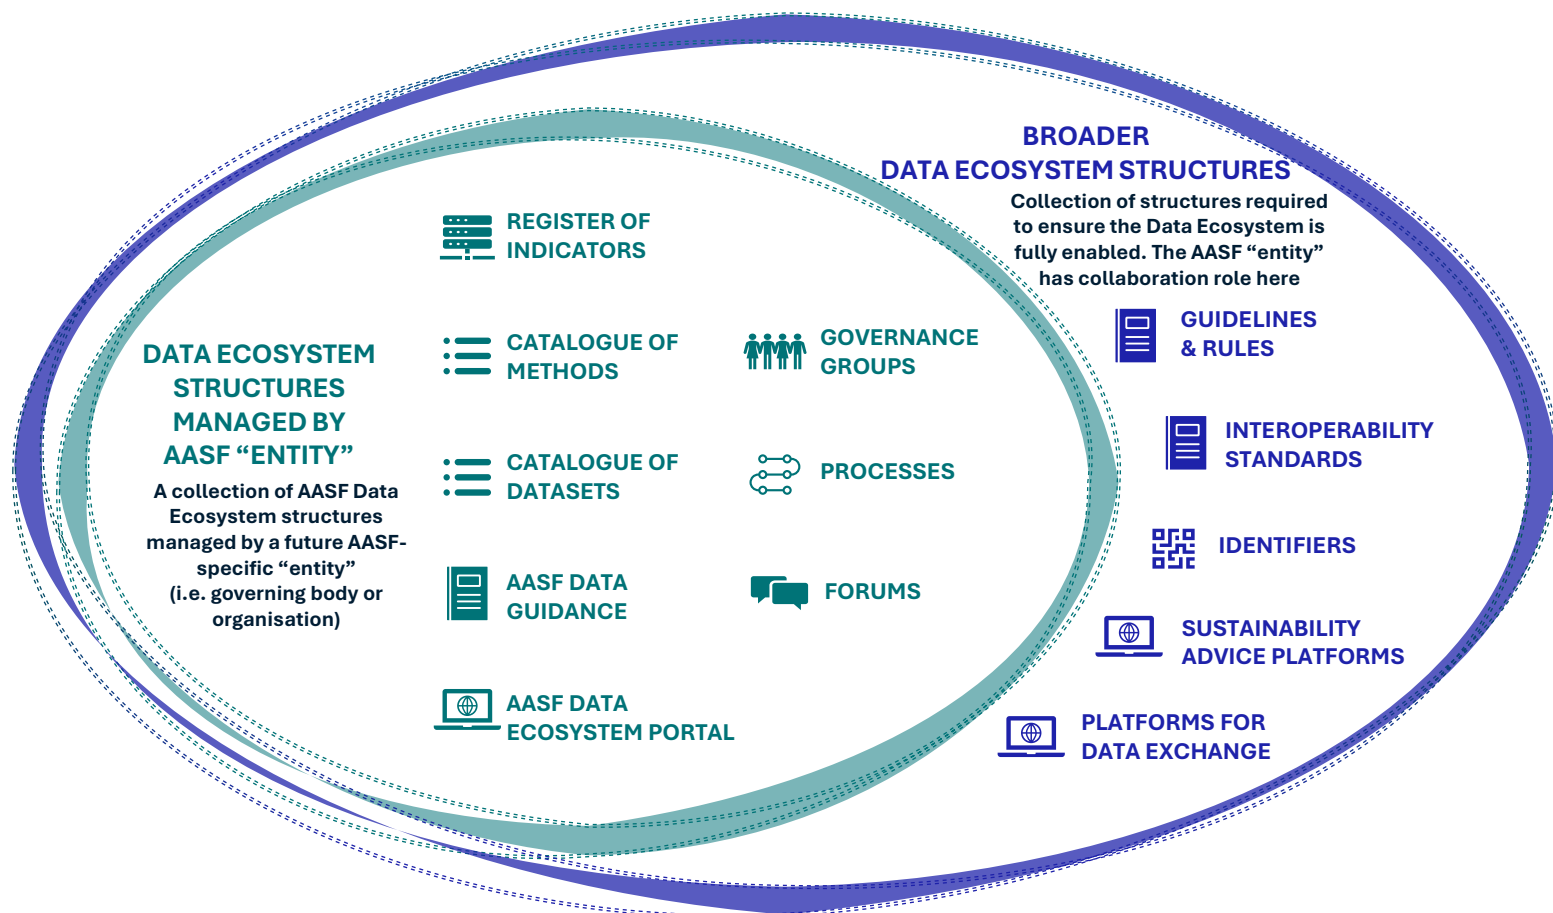 BROADER
DATA ECOSYSTEM STRUCTURES
Collection of structures required
to ensure the Data Ecosystem is
fully enabled. The AASF “entity”
has collaboration role here
GUIDELINES
& RULES
INTEROPERABILITY
STANDARDS
IDENTIFIERS
SUSTAINABILITY
ADVICE PLATFORMS
PLATFORMS FOR
DATA EXCHANGE
DATA ECOSYSTEM
STRUCTURES
MANAGED BY
AASF “ENTITY”
A collection of AASF Data
Ecosystem structures
managed by a future AASF-
specific “entity”
(i.e. governing body or
organisation)
REGISTER OF
INDICATORS
CATALOGUE OF
METHODS
CATALOGUE OF
DATASETS
AASF DATA
GUIDANCE
AASF DATA
ECOSYSTEM PORTAL
GOVERNANCE
GROUPS
PROCESSES
FORUMS